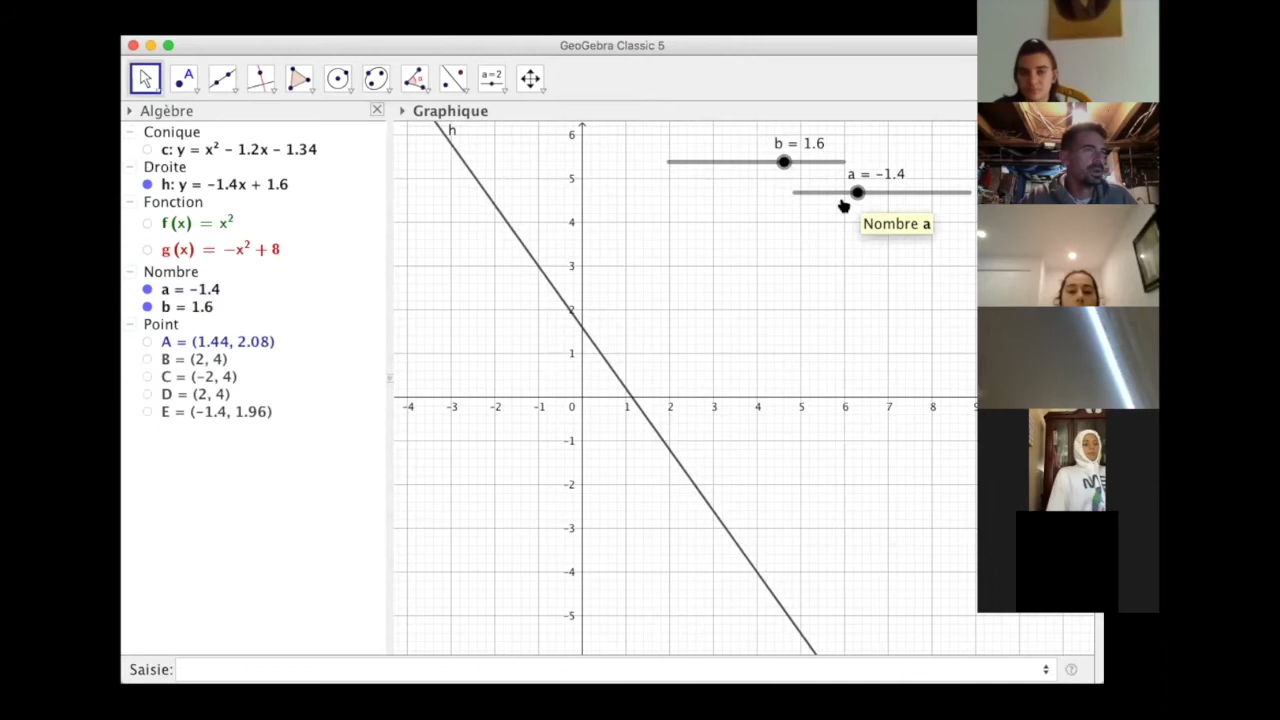 GeoGebra Classic 5
A
a=2
Algèbre
Graphique
Conique
c: y = x² − 1.2x − 1.34
Droite
h: y = −1.4x + 1.6
Fonction
f(x) = x²
g(x) = −x² + 8
Nombre
a = −1.4
b = 1.6
Point
A = (1.44, 2.08)
B = (2, 4)
C = (−2, 4)
D = (2, 4)
E = (−1.4, 1.96)
h
b = 1.6
a = −1.4
Nombre a
6
5
4
3
2
1
−4 −3 −2 −1 0 1 2 3 4 5 6 7 8
−1
−2
−3
−4
−5
Saisie: